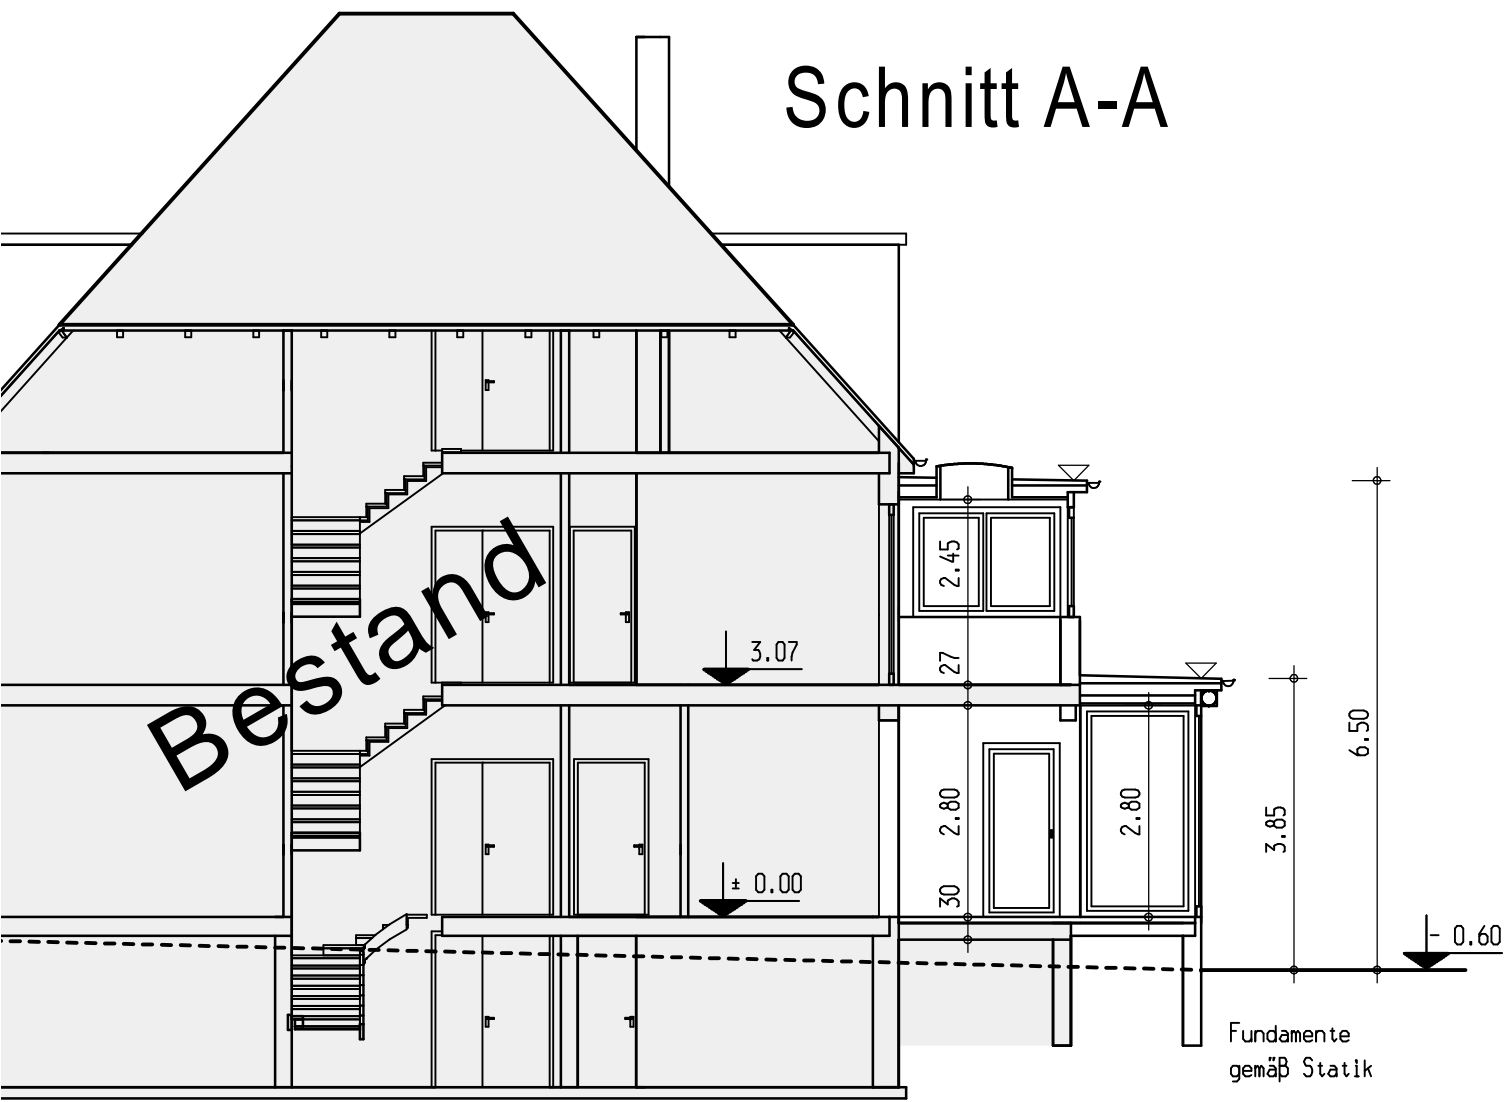 Schnitt A-A
Bestand
2.45
3.07
27
6.50
2.80
2.80
3.85
± 0.00
30
- 0.60
Fundamente
gemäß Statik